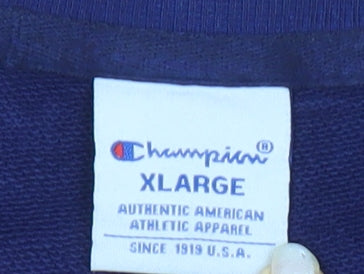 Champion®
XLARGE
AUTHENTIC AMERICAN
ATHLETIC APPAREL
SINCE 1919 U.S.A.